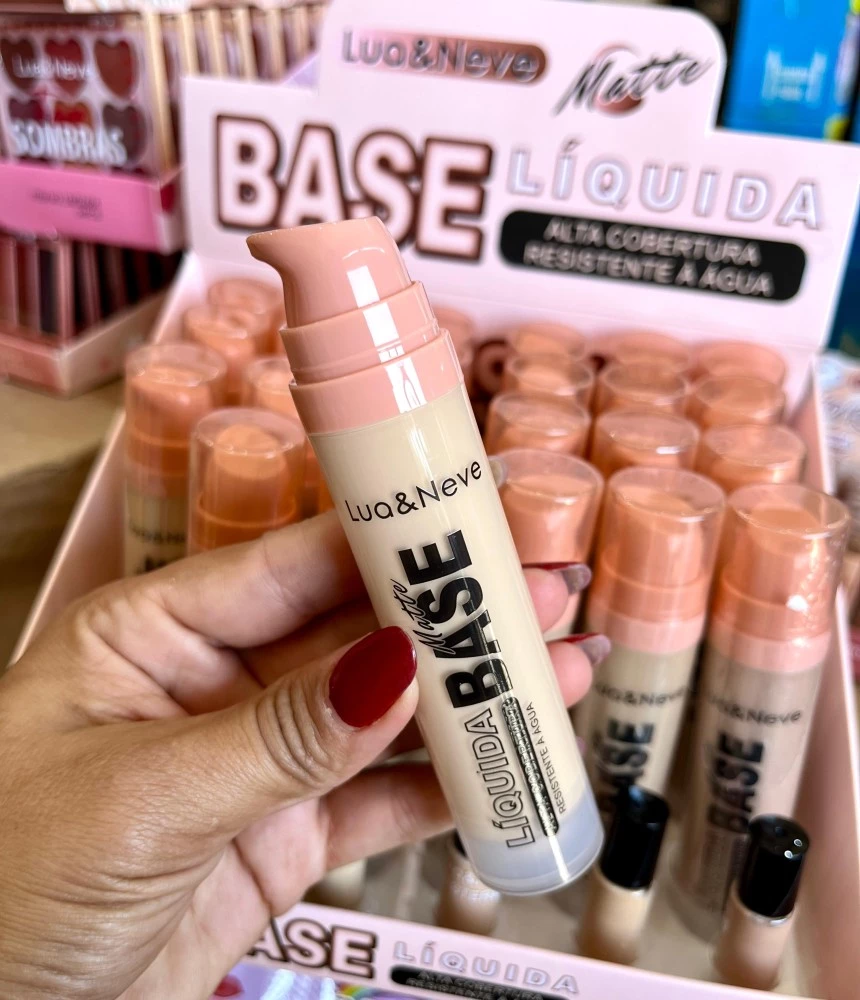 Lua&Neve
Matte
BASE LÍQUIDA
ALTA COBERTURA
RESISTENTE À ÁGUA
Lua&Neve
SOMBRAS
Lua&Neve
Matte
BASE
LÍQUIDA
RESISTENTE À ÁGUA
Lua&Neve
BASE
Lua&Neve
BASE
BASE LÍQUIDA